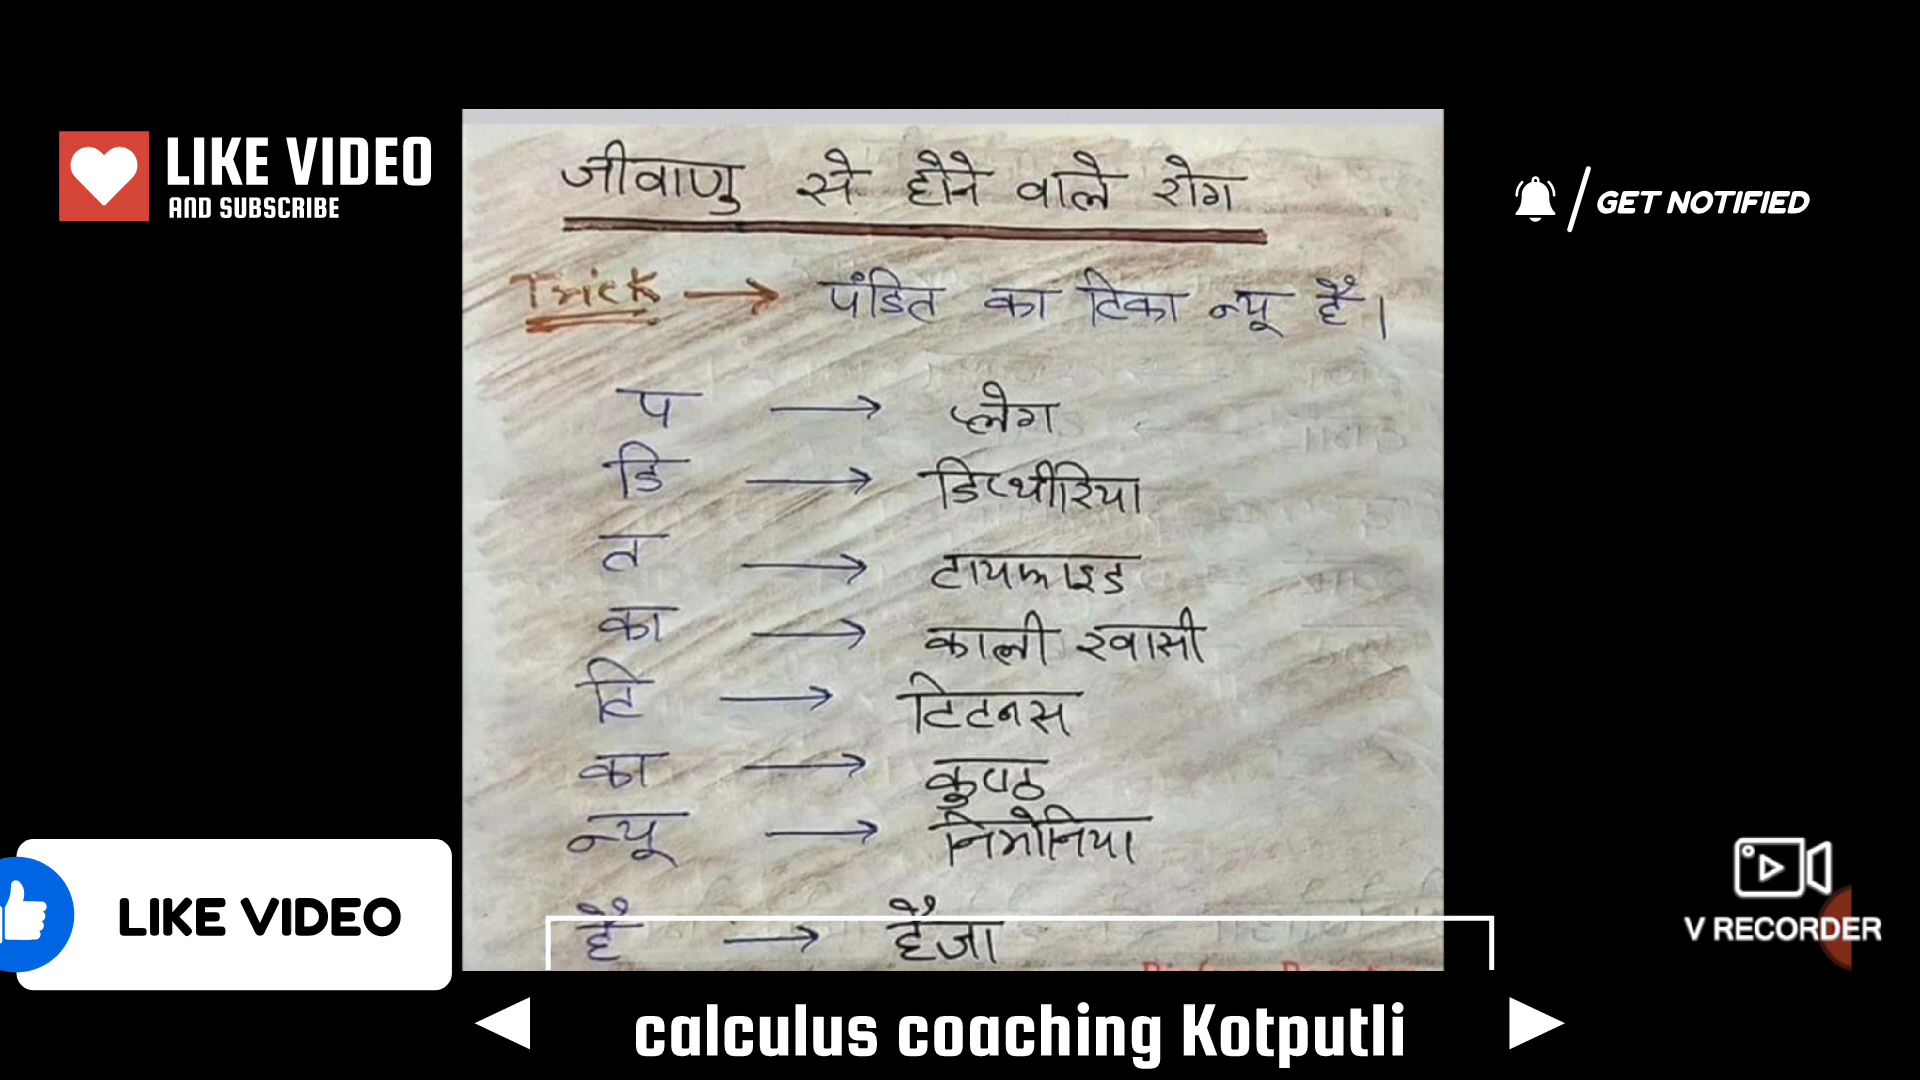 LIKE VIDEO
AND SUBSCRIBE
GET NOTIFIED
जीवाणु से होने वाले रोग
Trick → पंडित का टिका न्यू है।
प → प्लेग
डि → डिप्थीरिया
त → टायफाइड
का → काली खासी
टि → टिटनस
का → कुष्ठ
न्यू → निमोनिया
है → हैजा
LIKE VIDEO
V RECORDER
calculus coaching Kotputli